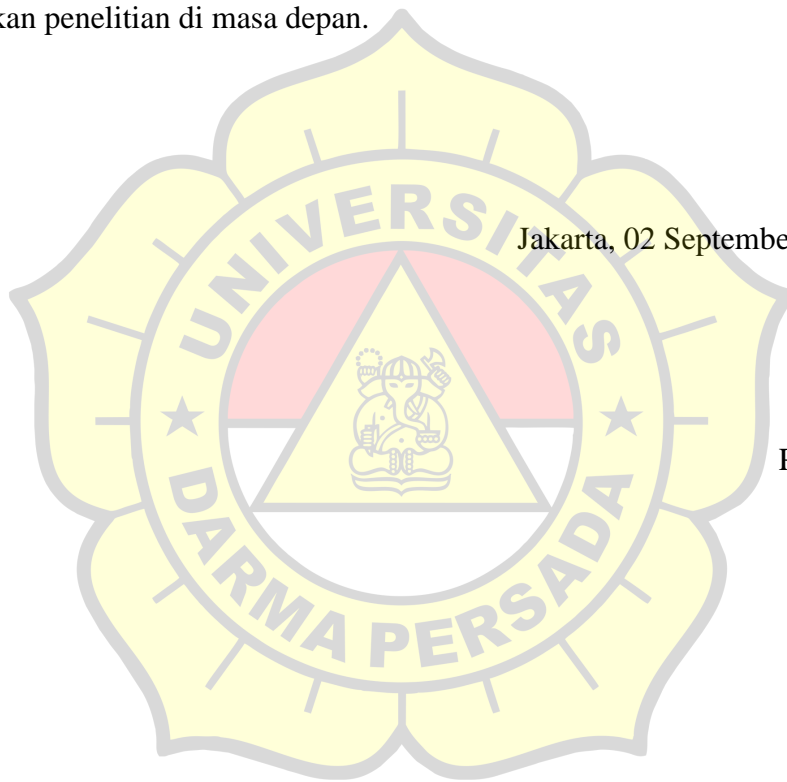 kan penelitian di masa depan.
UNIVERSITAS
Jakarta, 02 Septembe
DARMA PERSADA